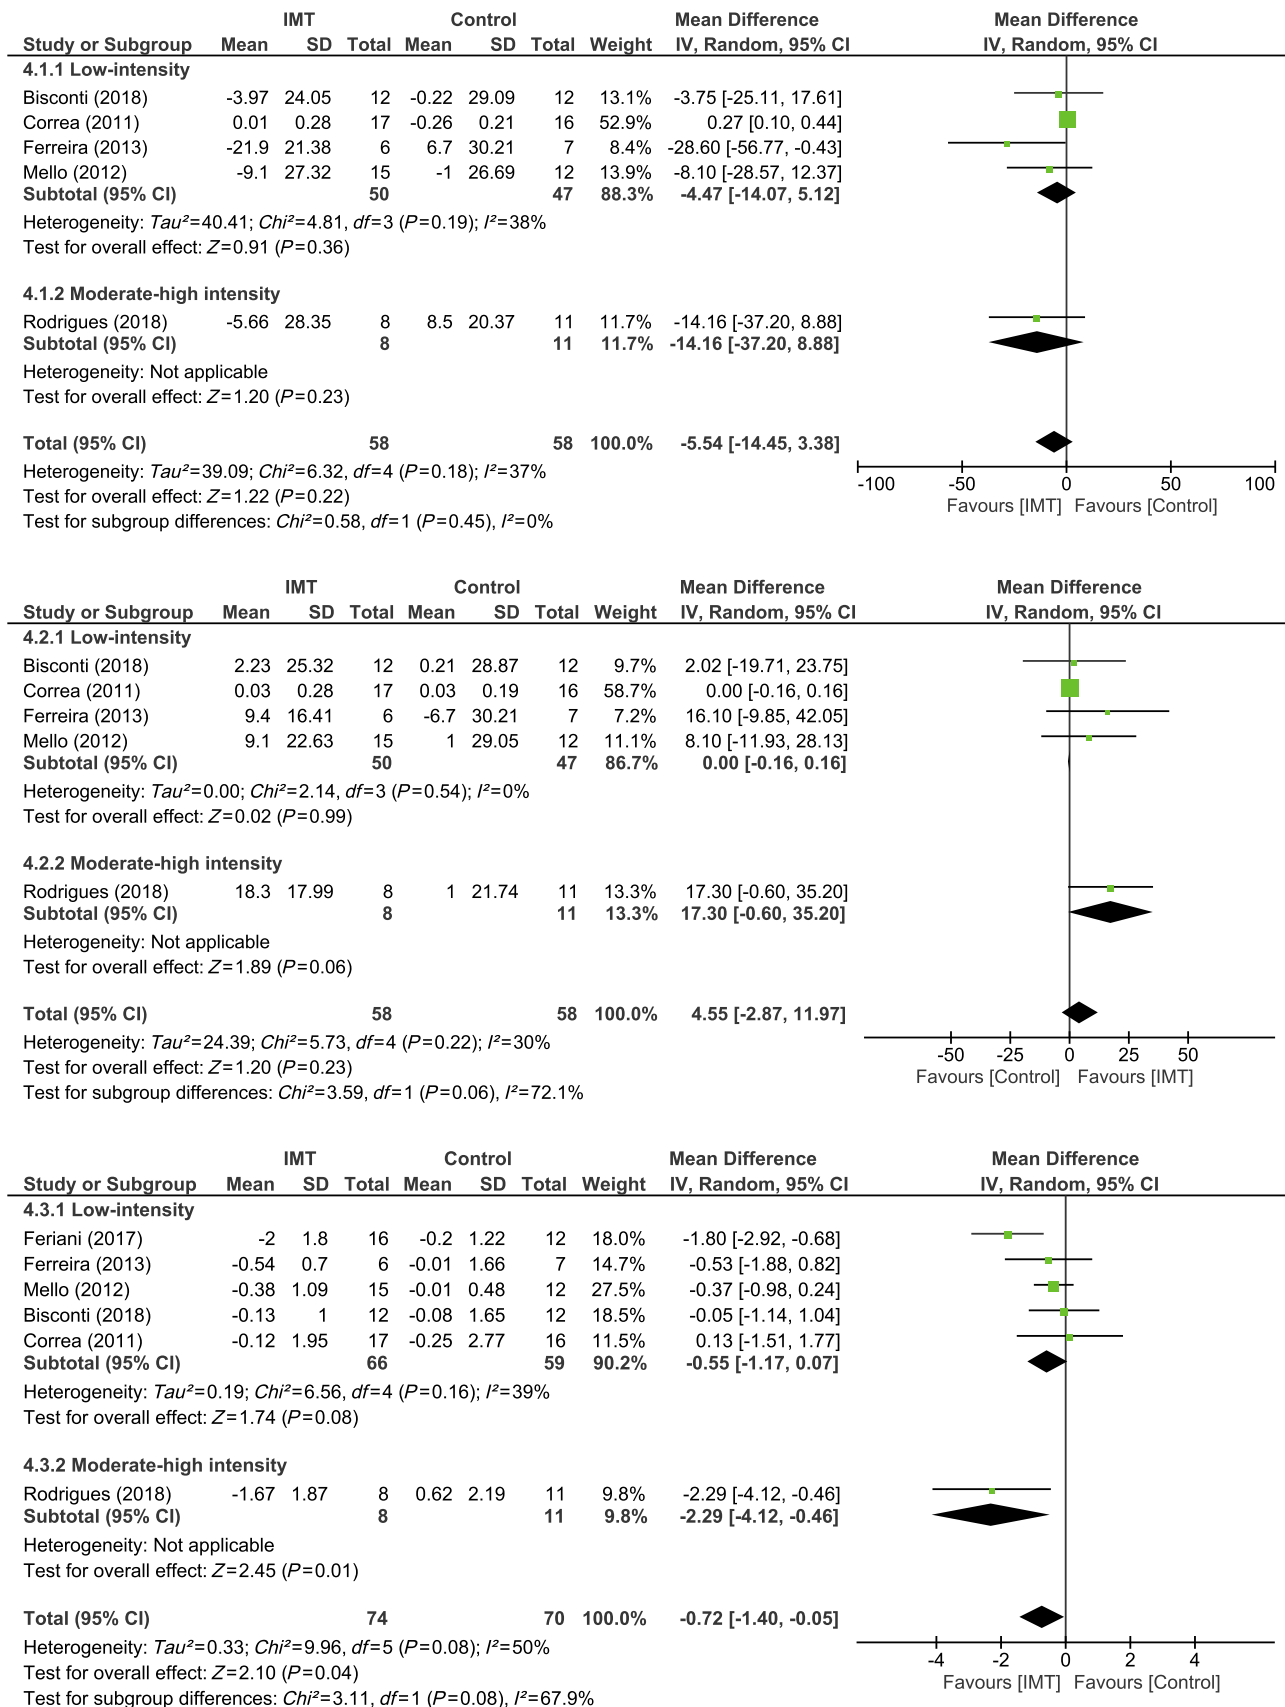 IMT Control Mean Difference Mean Difference
Study or Subgroup Mean SD Total Mean SD Total Weight IV, Random, 95% CI IV, Random, 95% CI
4.1.1 Low-intensity
Bisconti (2018) -3.97 24.05 12 -0.22 29.09 12 13.1% -3.75 [-25.11, 17.61]
Correa (2011) 0.01 0.28 17 -0.26 0.21 16 52.9% 0.27 [0.10, 0.44]
Ferreira (2013) -21.9 21.38 6 6.7 30.21 7 8.4% -28.60 [-56.77, -0.43]
Mello (2012) -9.1 27.32 15 -1 26.69 12 13.9% -8.10 [-28.57, 12.37]
Subtotal (95% CI) 50 47 88.3% -4.47 [-14.07, 5.12]
Heterogeneity: Tau²=40.41; Chi²=4.81, df=3 (P=0.19); I²=38%
Test for overall effect: Z=0.91 (P=0.36)
4.1.2 Moderate-high intensity
Rodrigues (2018) -5.66 28.35 8 8.5 20.37 11 11.7% -14.16 [-37.20, 8.88]
Subtotal (95% CI) 8 11 11.7% -14.16 [-37.20, 8.88]
Heterogeneity: Not applicable
Test for overall effect: Z=1.20 (P=0.23)
Total (95% CI) 58 58 100.0% -5.54 [-14.45, 3.38]
Heterogeneity: Tau²=39.09; Chi²=6.32, df=4 (P=0.18); I²=37%
Test for overall effect: Z=1.22 (P=0.22)
Test for subgroup differences: Chi²=0.58, df=1 (P=0.45), I²=0%
-100 -50 0 50 100
Favours [IMT] Favours [Control]
IMT Control Mean Difference Mean Difference
Study or Subgroup Mean SD Total Mean SD Total Weight IV, Random, 95% CI IV, Random, 95% CI
4.2.1 Low-intensity
Bisconti (2018) 2.23 25.32 12 0.21 28.87 12 9.7% 2.02 [-19.71, 23.75]
Correa (2011) 0.03 0.28 17 0.03 0.19 16 58.7% 0.00 [-0.16, 0.16]
Ferreira (2013) 9.4 16.41 6 -6.7 30.21 7 7.2% 16.10 [-9.85, 42.05]
Mello (2012) 9.1 22.63 15 1 29.05 12 11.1% 8.10 [-11.93, 28.13]
Subtotal (95% CI) 50 47 86.7% 0.00 [-0.16, 0.16]
Heterogeneity: Tau²=0.00; Chi²=2.14, df=3 (P=0.54); I²=0%
Test for overall effect: Z=0.02 (P=0.99)
4.2.2 Moderate-high intensity
Rodrigues (2018) 18.3 17.99 8 1 21.74 11 13.3% 17.30 [-0.60, 35.20]
Subtotal (95% CI) 8 11 13.3% 17.30 [-0.60, 35.20]
Heterogeneity: Not applicable
Test for overall effect: Z=1.89 (P=0.06)
Total (95% CI) 58 58 100.0% 4.55 [-2.87, 11.97]
Heterogeneity: Tau²=24.39; Chi²=5.73, df=4 (P=0.22); I²=30%
Test for overall effect: Z=1.20 (P=0.23)
Test for subgroup differences: Chi²=3.59, df=1 (P=0.06), I²=72.1%
-50 -25 0 25 50
Favours [Control] Favours [IMT]
IMT Control Mean Difference Mean Difference
Study or Subgroup Mean SD Total Mean SD Total Weight IV, Random, 95% CI IV, Random, 95% CI
4.3.1 Low-intensity
Feriani (2017) -2 1.8 16 -0.2 1.22 12 18.0% -1.80 [-2.92, -0.68]
Ferreira (2013) -0.54 0.7 6 -0.01 1.66 7 14.7% -0.53 [-1.88, 0.82]
Mello (2012) -0.38 1.09 15 -0.01 0.48 12 27.5% -0.37 [-0.98, 0.24]
Bisconti (2018) -0.13 1 12 -0.08 1.65 12 18.5% -0.05 [-1.14, 1.04]
Correa (2011) -0.12 1.95 17 -0.25 2.77 16 11.5% 0.13 [-1.51, 1.77]
Subtotal (95% CI) 66 59 90.2% -0.55 [-1.17, 0.07]
Heterogeneity: Tau²=0.19; Chi²=6.56, df=4 (P=0.16); I²=39%
Test for overall effect: Z=1.74 (P=0.08)
4.3.2 Moderate-high intensity
Rodrigues (2018) -1.67 1.87 8 0.62 2.19 11 9.8% -2.29 [-4.12, -0.46]
Subtotal (95% CI) 8 11 9.8% -2.29 [-4.12, -0.46]
Heterogeneity: Not applicable
Test for overall effect: Z=2.45 (P=0.01)
Total (95% CI) 74 70 100.0% -0.72 [-1.40, -0.05]
Heterogeneity: Tau²=0.33; Chi²=9.96, df=5 (P=0.08); I²=50%
Test for overall effect: Z=2.10 (P=0.04)
Test for subgroup differences: Chi²=3.11, df=1 (P=0.08), I²=67.9%
-4 -2 0 2 4
Favours [IMT] Favours [Control]